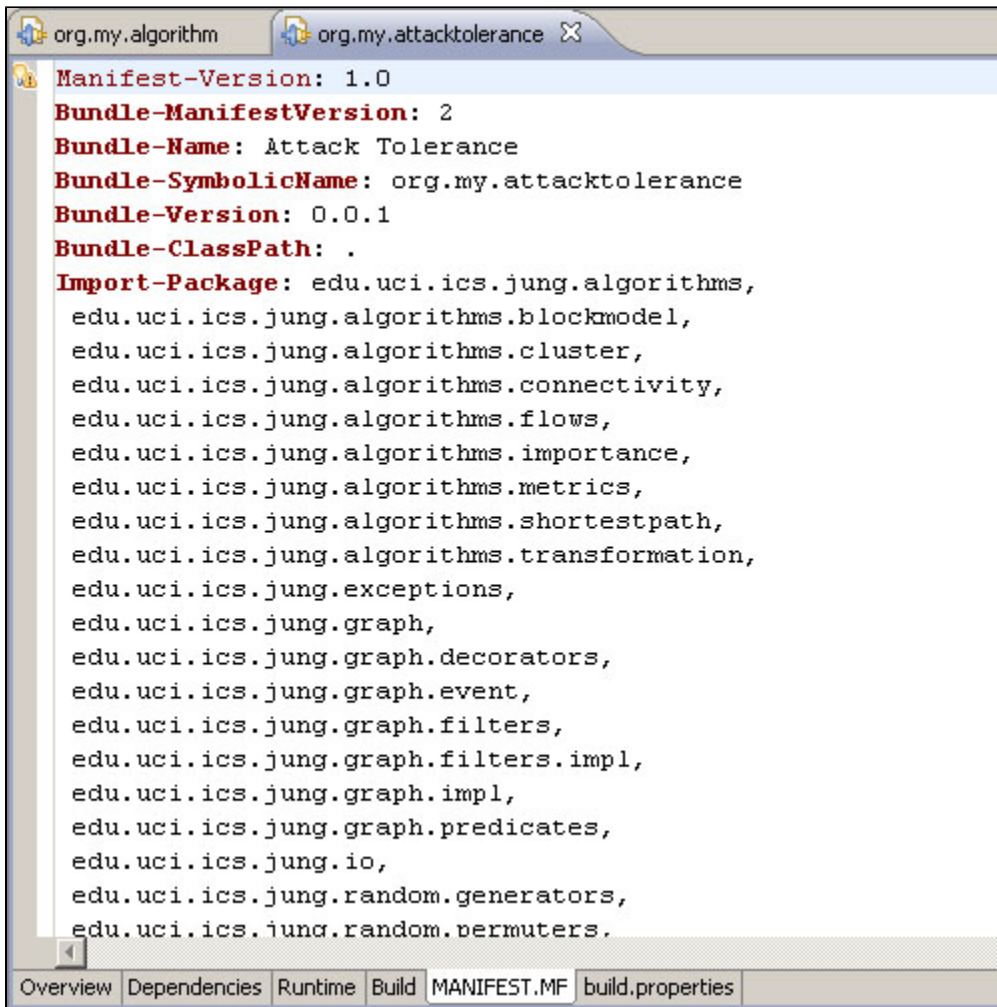 org.my.algorithm org.my.attacktolerance
Manifest-Version: 1.0
Bundle-ManifestVersion: 2
Bundle-Name: Attack Tolerance
Bundle-SymbolicName: org.my.attacktolerance
Bundle-Version: 0.0.1
Bundle-ClassPath: .
Import-Package: edu.uci.ics.jung.algorithms,
edu.uci.ics.jung.algorithms.blockmodel,
edu.uci.ics.jung.algorithms.cluster,
edu.uci.ics.jung.algorithms.connectivity,
edu.uci.ics.jung.algorithms.flows,
edu.uci.ics.jung.algorithms.importance,
edu.uci.ics.jung.algorithms.metrics,
edu.uci.ics.jung.algorithms.shortestpath,
edu.uci.ics.jung.algorithms.transformation,
edu.uci.ics.jung.exceptions,
edu.uci.ics.jung.graph,
edu.uci.ics.jung.graph.decorators,
edu.uci.ics.jung.graph.event,
edu.uci.ics.jung.graph.filters,
edu.uci.ics.jung.graph.filters.impl,
edu.uci.ics.jung.graph.impl,
edu.uci.ics.jung.graph.predicates,
edu.uci.ics.jung.io,
edu.uci.ics.jung.random.generators,
edu.uci.ics.jung.random.permuters,
Overview Dependencies Runtime Build MANIFEST.MF build.properties